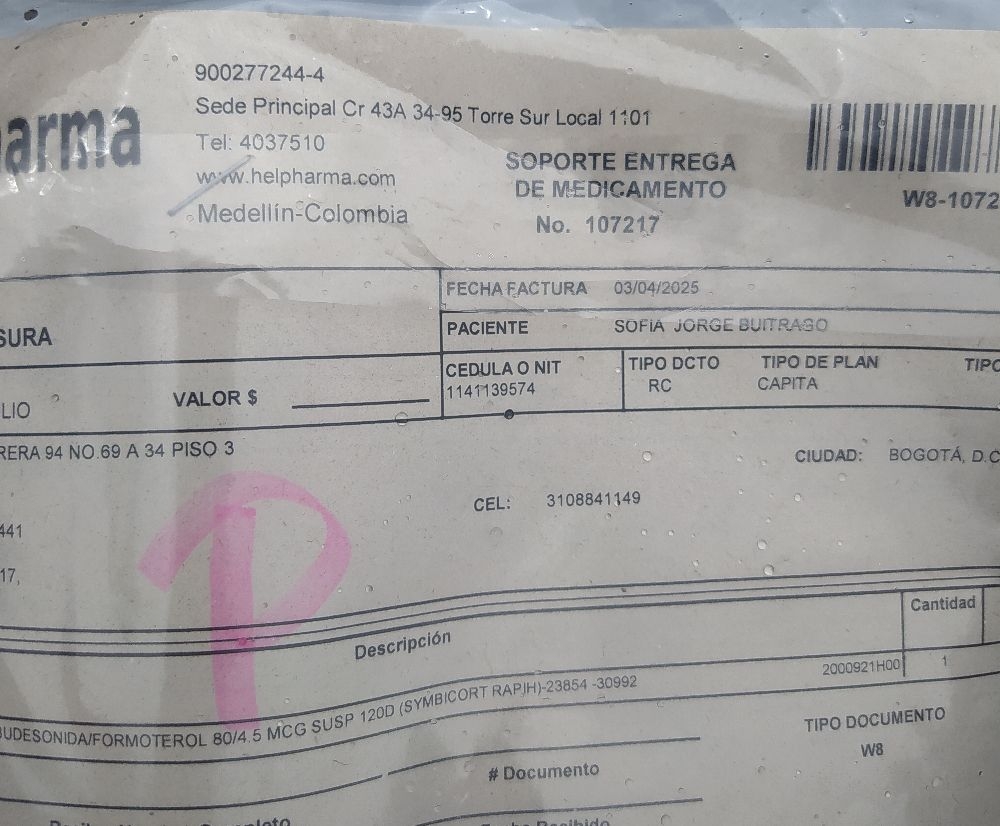 900277244-4
Sede Principal Cr 43A 34-95 Torre Sur Local 1101
arma
Tel: 4037510
www.helpharma.com
Medellín-Colombia
SOPORTE ENTREGA
DE MEDICAMENTO
No. 107217
W8-1072
FECHA FACTURA 03/04/2025
SURA
PACIENTE SOFIA JORGE BUITRAGO
CEDULA O NIT TIPO DCTO TIPO DE PLAN TIPO
1141139574 RC CAPITA
LIO VALOR $
RERA 94 NO.69 A 34 PISO 3 CIUDAD: BOGOTÁ, D.C
CEL: 3108841149
441
17,
P
Descripción Cantidad
UDESONIDA/FORMOTEROL 80/4.5 MCG SUSP 120D (SYMBICORT RAPIH)-23854 -30992 2000921H00 1
TIPO DOCUMENTO
W8
# Documento